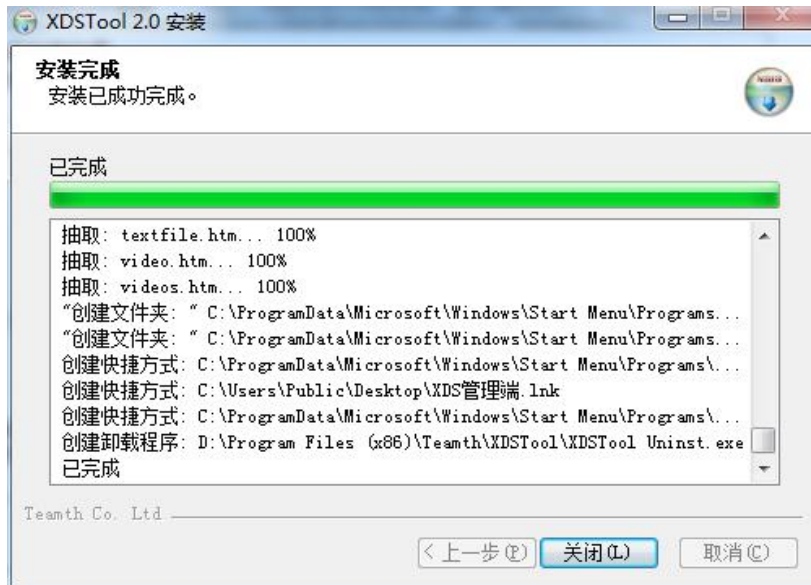 XDSTool 2.0 安装
安装完成
安装已成功完成。
已完成
抽取: textfile.htm... 100%
抽取: video.htm... 100%
抽取: videos.htm... 100%
“创建文件夹: “ C:\ProgramData\Microsoft\Windows\Start Menu\Programs...
“创建文件夹: “ C:\ProgramData\Microsoft\Windows\Start Menu\Programs...
创建快捷方式: C:\ProgramData\Microsoft\Windows\Start Menu\Programs\...
创建快捷方式: C:\Users\Public\Desktop\XDS管理端.lnk
创建快捷方式: C:\ProgramData\Microsoft\Windows\Start Menu\Programs\...
创建卸载程序: D:\Program Files (x86)\Teamth\XDSTool\XDSTool Uninst.exe
已完成
Teamth Co. Ltd
< 上一步(P) 关闭(L) 取消(C)